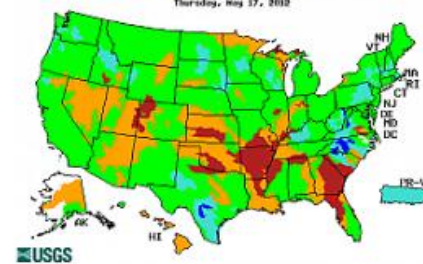 Thursday, May 17, 2012
NH
VT
MA
RI
CT
NJ
DE
MD
DC
PR-V
AK
HI
USGS